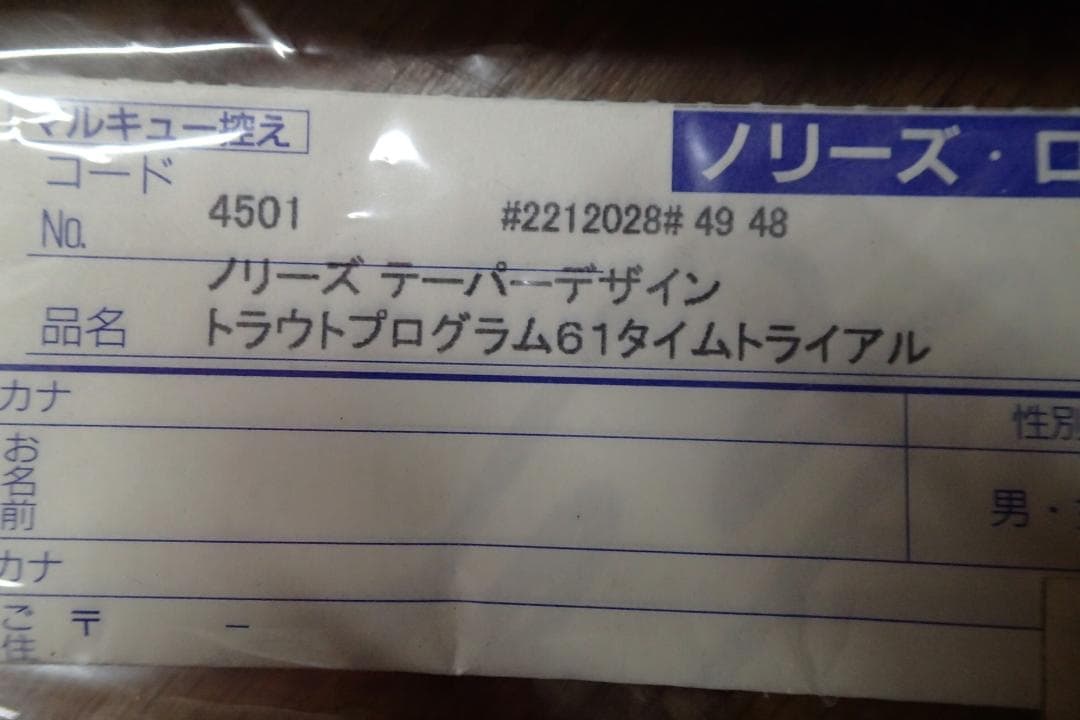 マルキュー控え
ノリーズ・ロ
コード
No.
4501 #2212028# 49 48
ノリーズ テーパーデザイン
品名 トラウトプログラム61タイムトライアル
カナ
性別
お名前
男・
カナ
ご住
〒 －